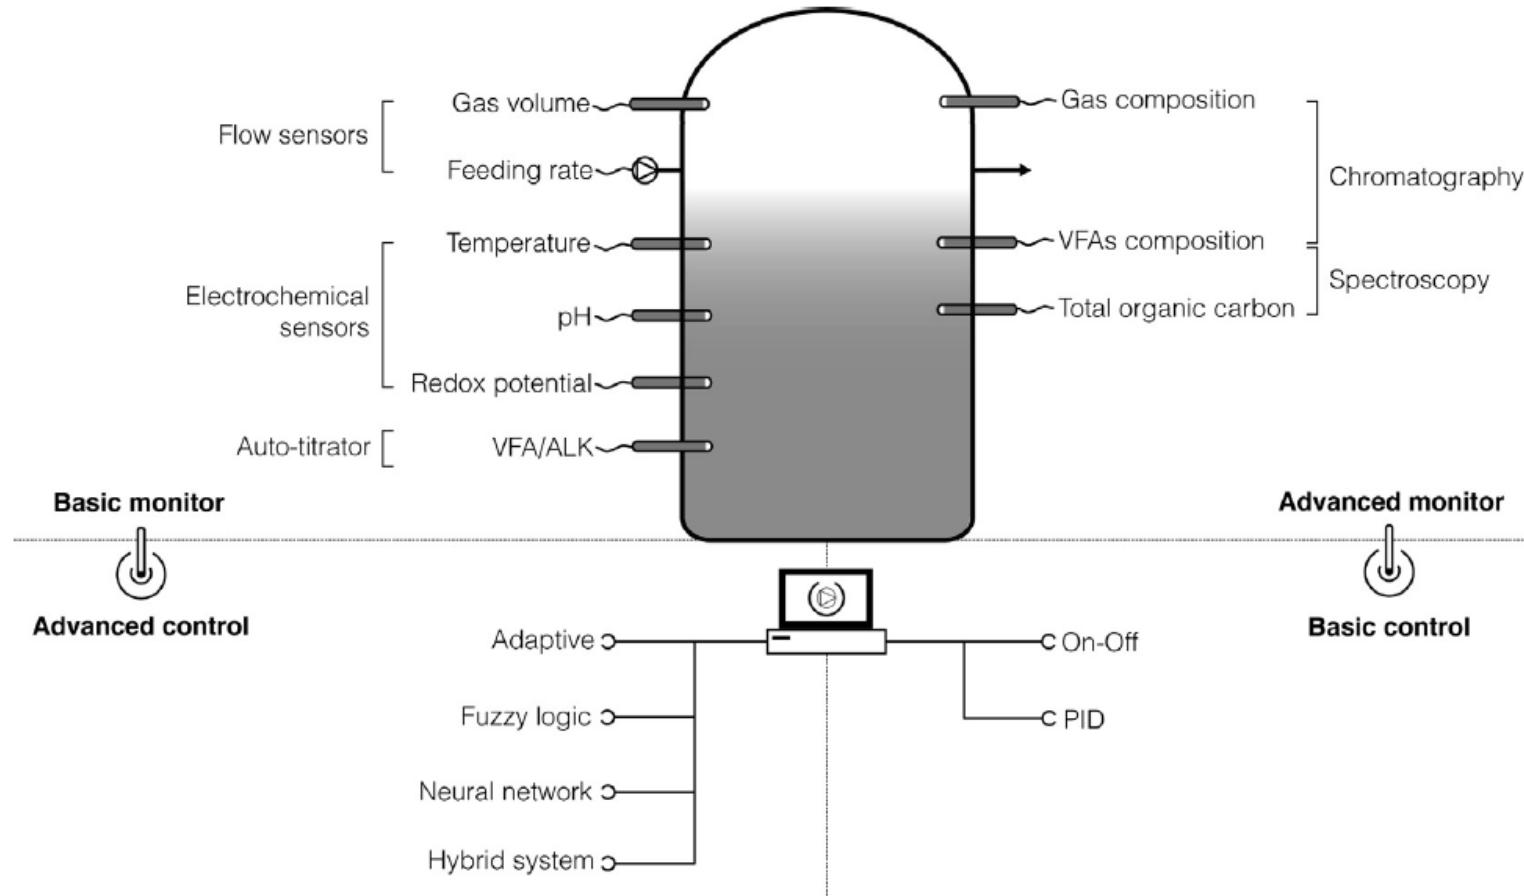 Gas volume
Gas composition
Flow sensors
Feeding rate
Chromatography
Temperature
VFAs composition
Electrochemical
sensors
Spectroscopy
pH
Total organic carbon
Redox potential
Auto-titrator
VFA/ALK
Basic monitor
Advanced monitor
Advanced control
Basic control
Adaptive
On-Off
Fuzzy logic
PID
Neural network
Hybrid system